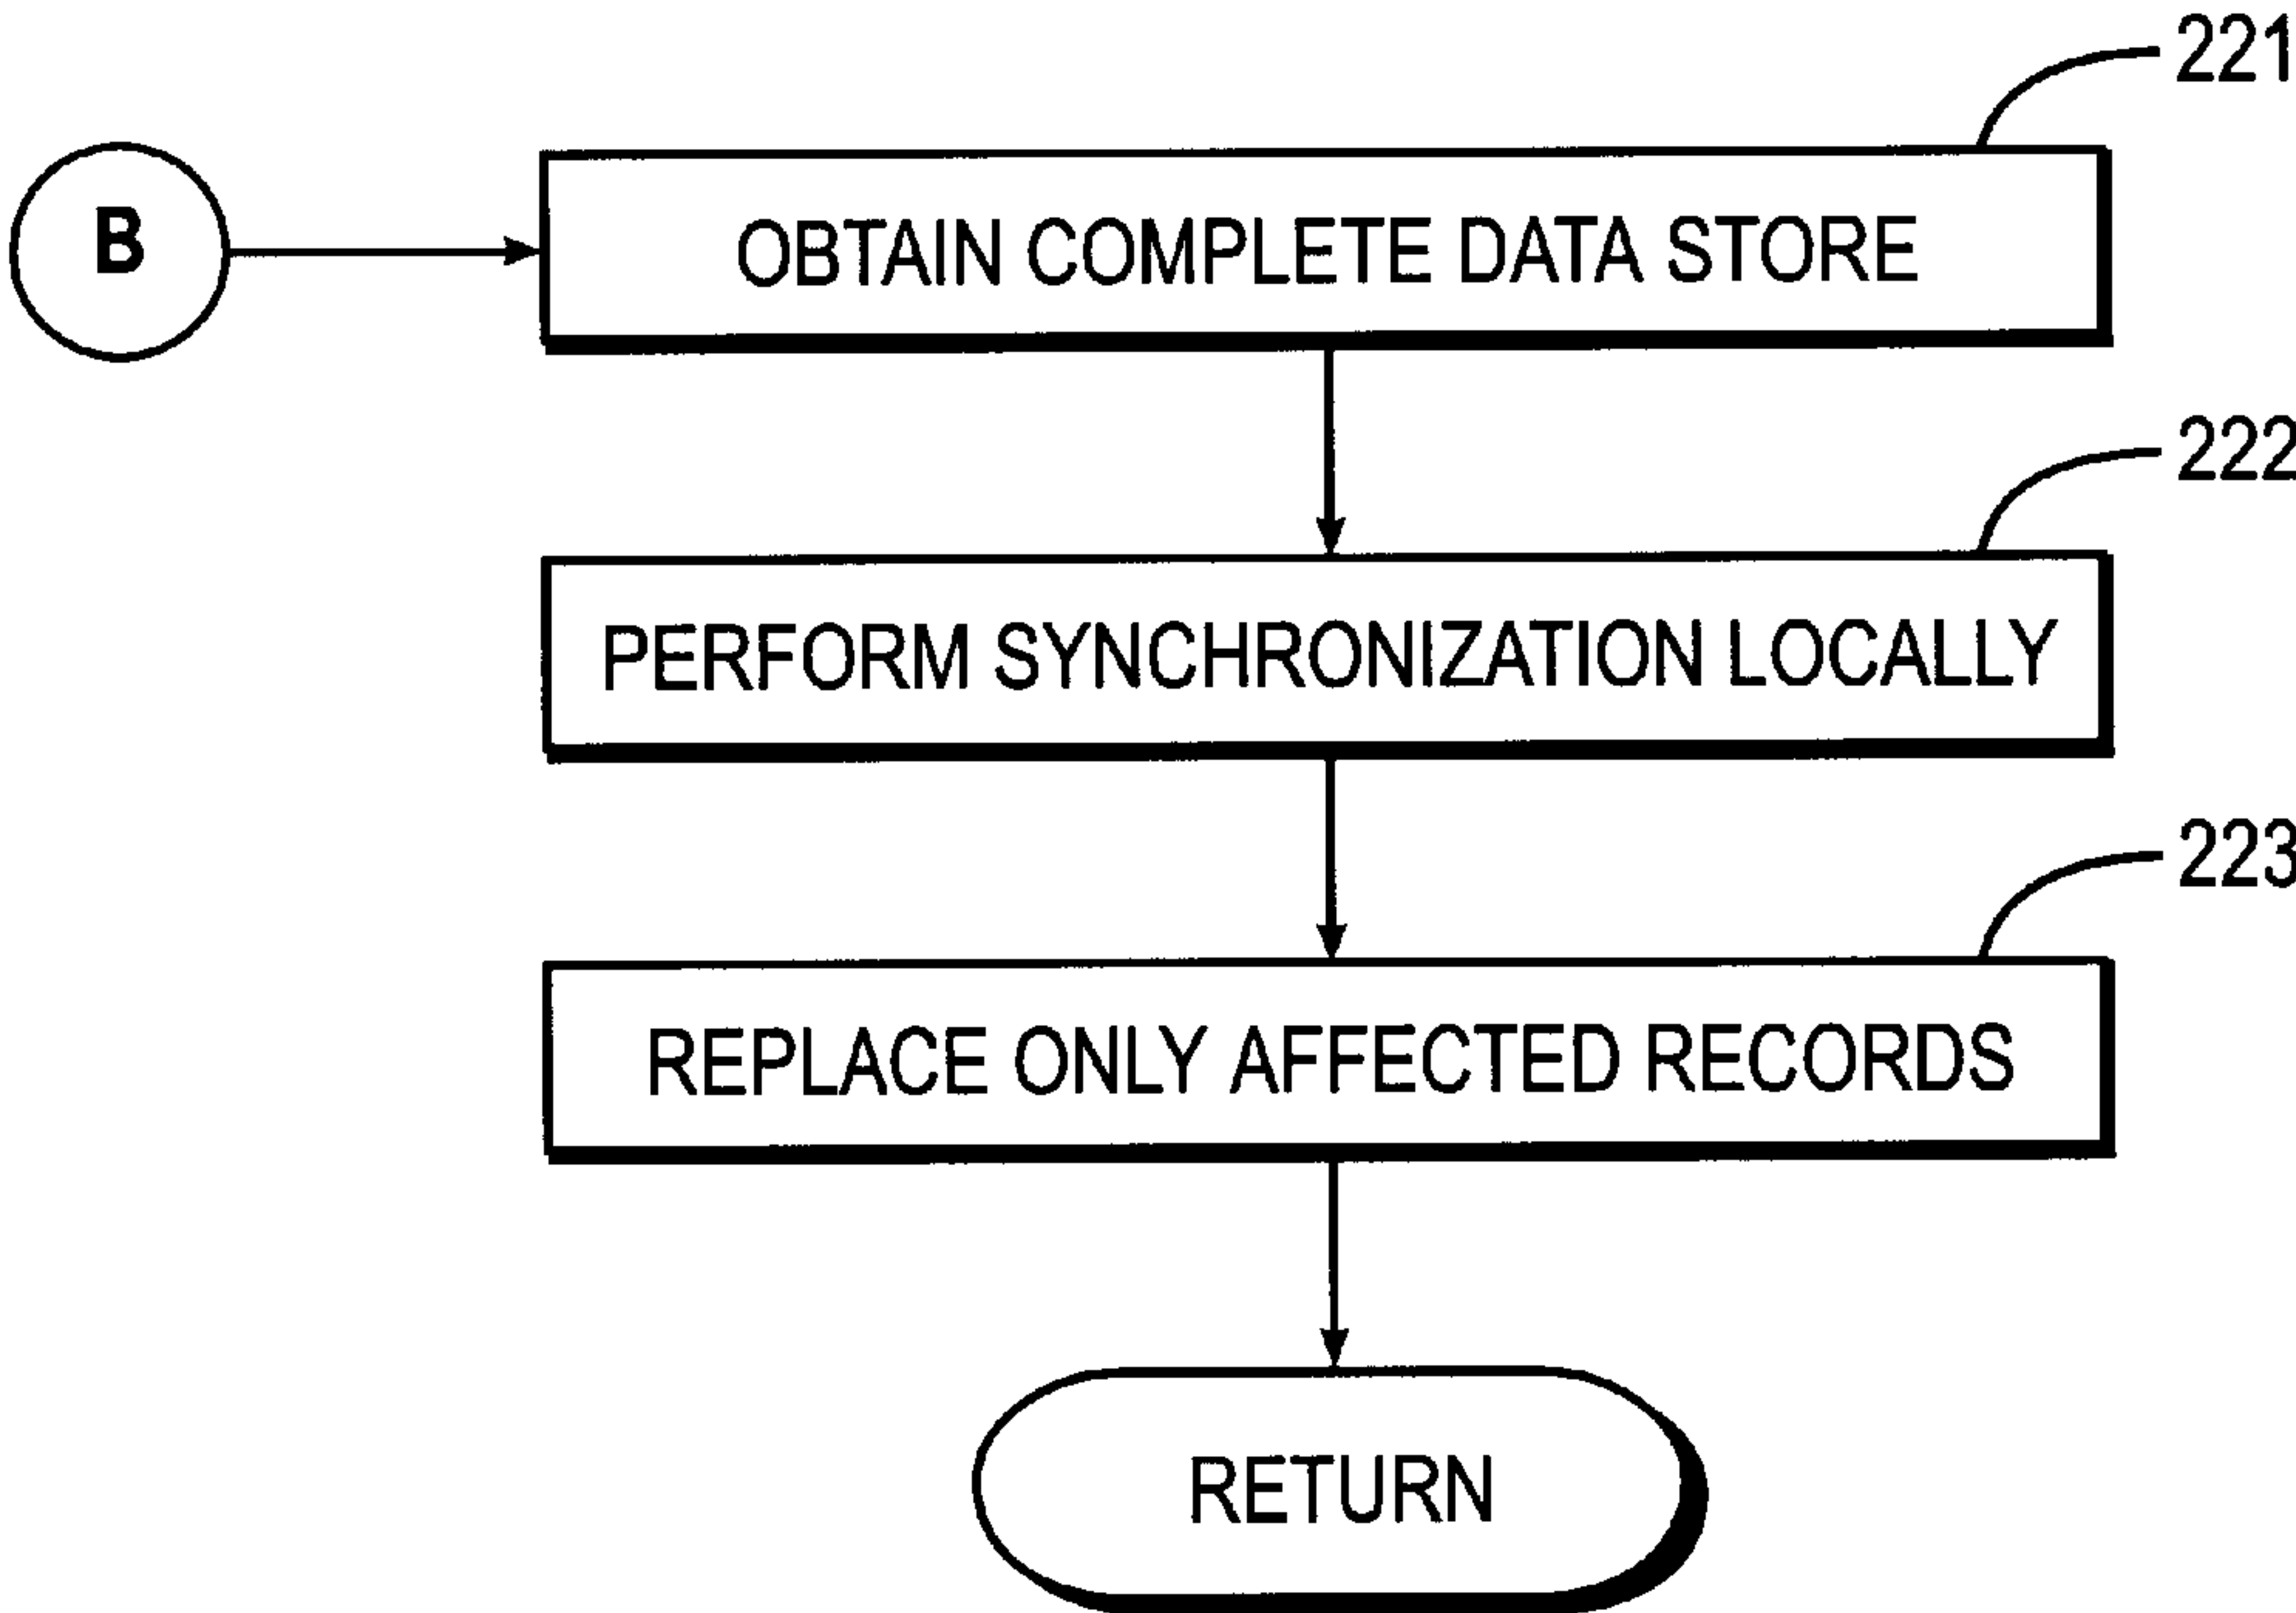 221
B
OBTAIN COMPLETE DATA STORE
222
PERFORM SYNCHRONIZATION LOCALLY
223
REPLACE ONLY AFFECTED RECORDS
RETURN